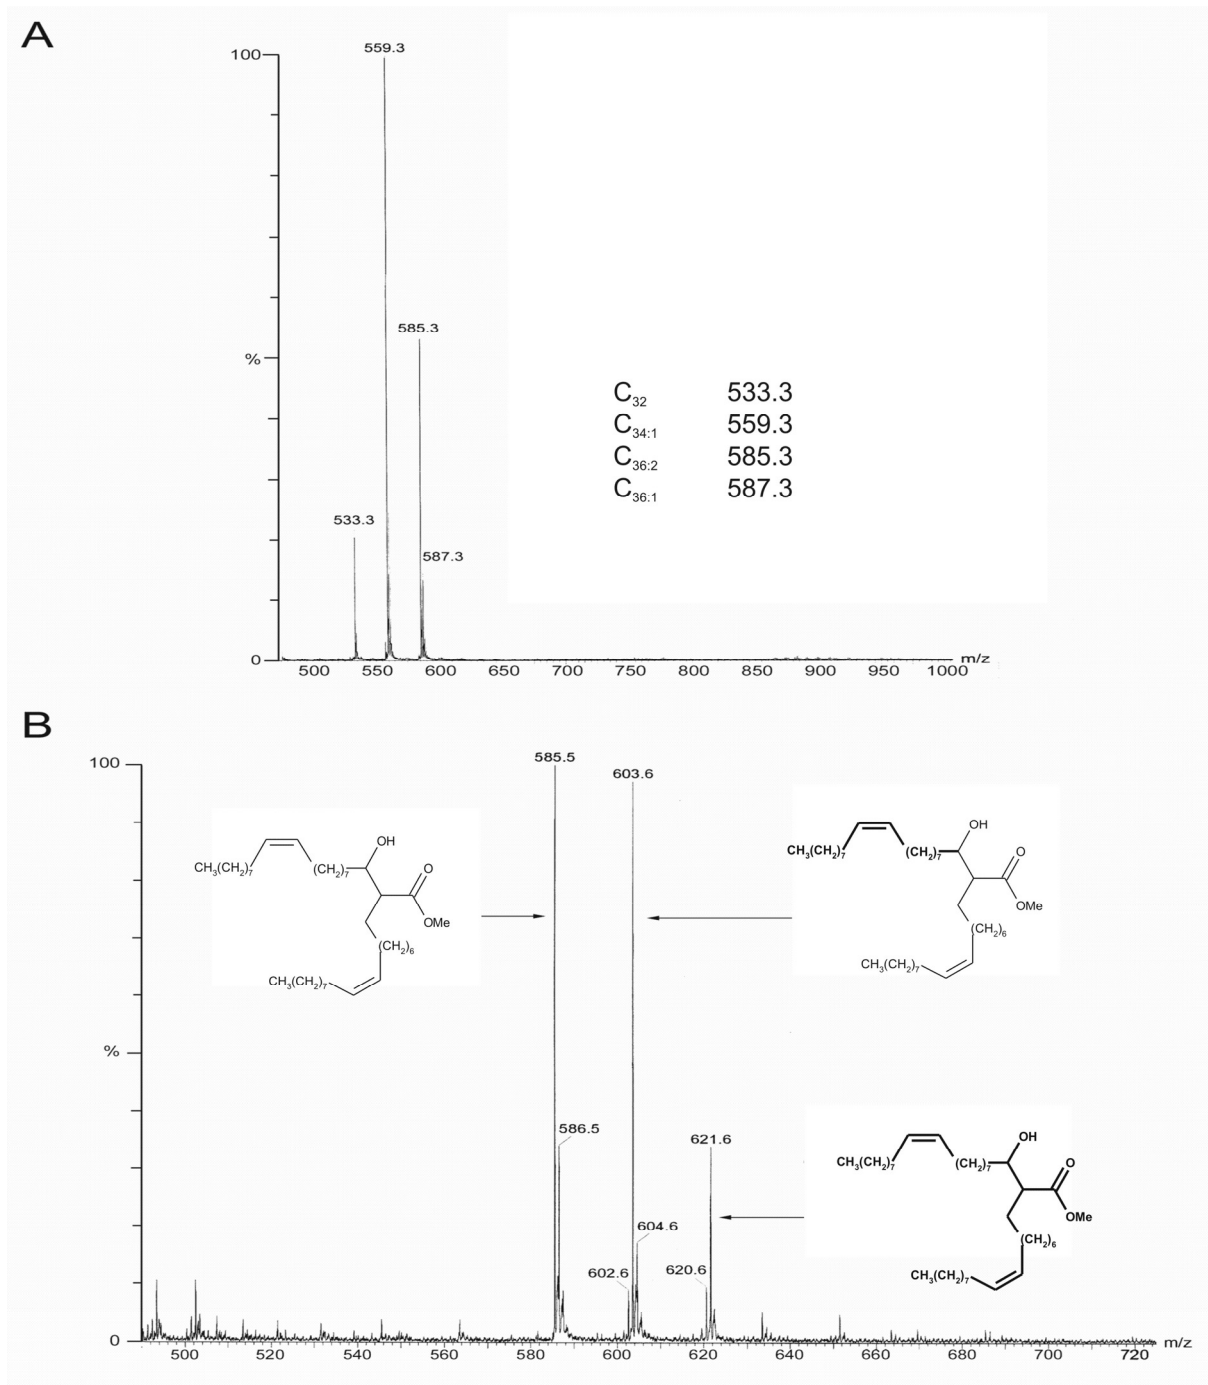 A
100
559.3
585.3
%
C32 533.3
C34:1 559.3
C36:2 585.3
C36:1 587.3
533.3
587.3
0
500 550 600 650 700 750 800 850 900 950 1000 m/z
B
100
585.5
603.6
OH
CH3(CH2)7 (CH2)7
O
OMe
(CH2)6
CH3(CH2)7
OH
CH3(CH2)7 (CH2)7
O
OMe
(CH2)6
CH3(CH2)7
%
586.5
621.6
OH
CH3(CH2)7 (CH2)7
O
OMe
(CH2)6
CH3(CH2)7
604.6
602.6
620.6
0
500 520 540 560 580 600 620 640 660 680 700 720 m/z